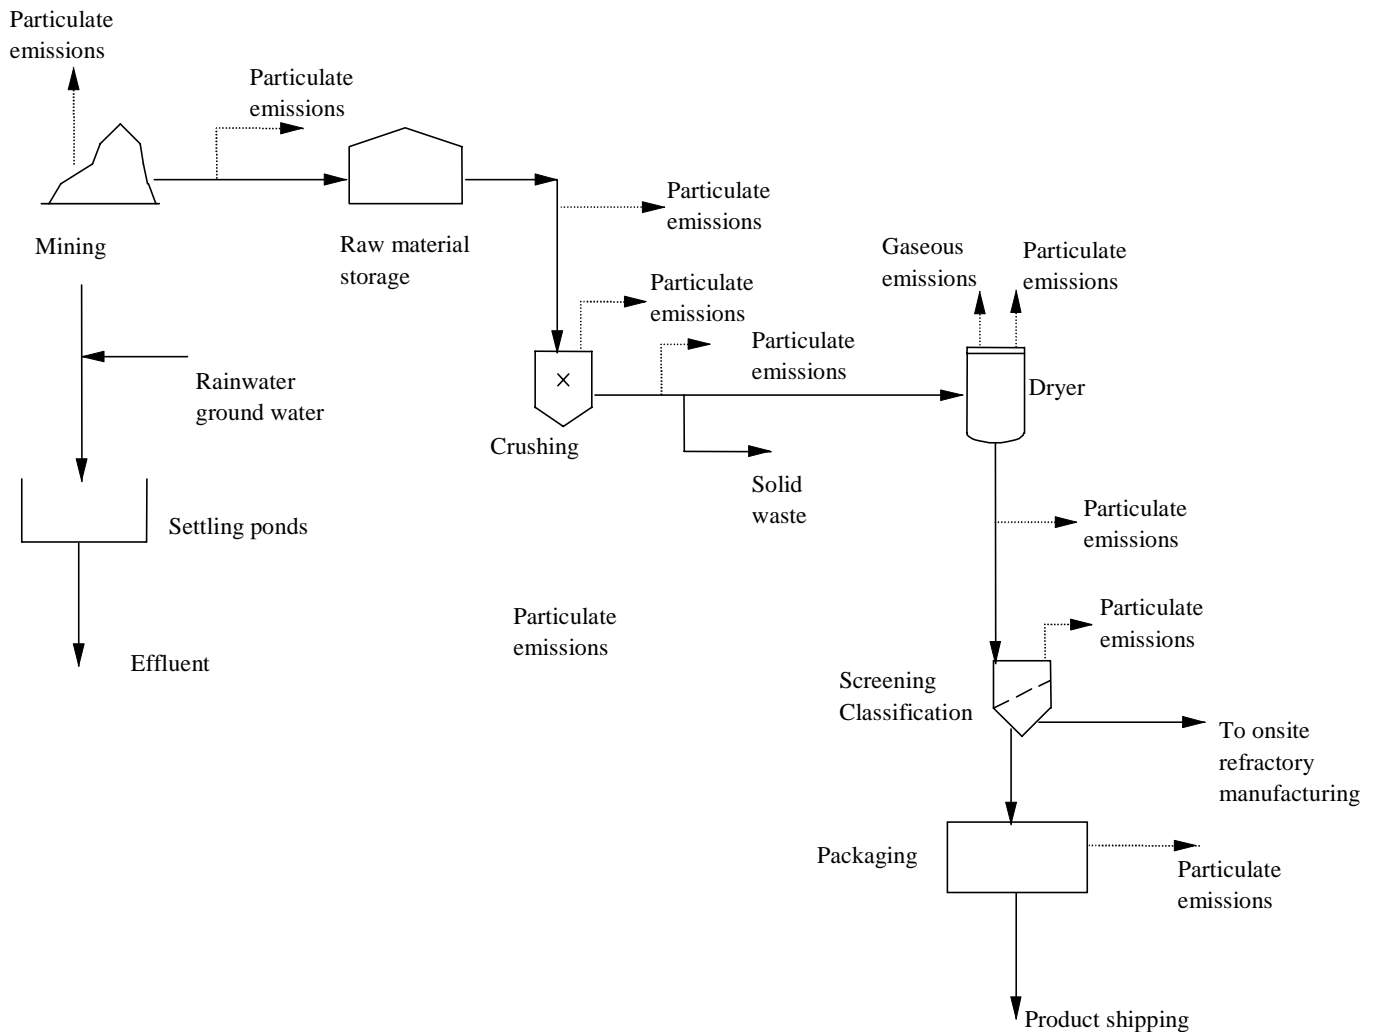 Particulate
emissions
Particulate
emissions
Particulate
emissions
Mining
Raw material
storage
Gaseous
emissions
Particulate
emissions
Particulate
emissions
Particulate
emissions
Rainwater
ground water
Dryer
Crushing
Solid
waste
Settling ponds
Particulate
emissions
Particulate
emissions
Particulate
emissions
Effluent
Screening
Classification
To onsite
refractory
manufacturing
Packaging
Particulate
emissions
Product shipping